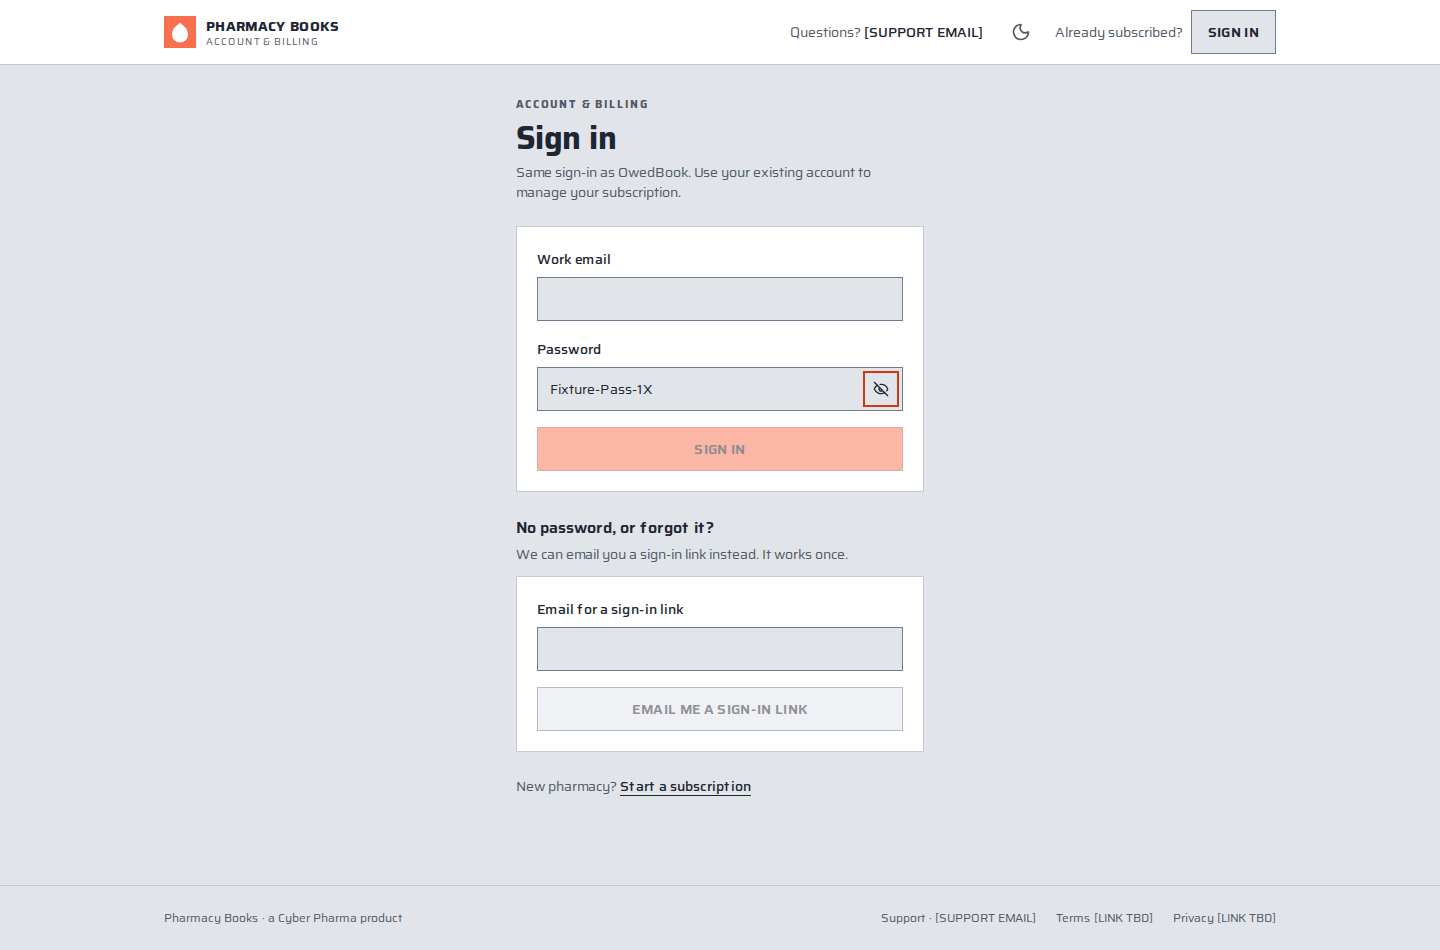 PHARMACY BOOKS
ACCOUNT & BILLING
Questions? [SUPPORT EMAIL]
Already subscribed?
SIGN IN
ACCOUNT & BILLING
Sign in
Same sign-in as OwedBook. Use your existing account to
manage your subscription.
Work email
Password
Fixture-Pass-1X
SIGN IN
No password, or forgot it?
We can email you a sign-in link instead. It works once.
Email for a sign-in link
EMAIL ME A SIGN-IN LINK
New pharmacy? Start a subscription
Pharmacy Books · a Cyber Pharma product
Support · [SUPPORT EMAIL]
Terms [LINK TBD]
Privacy [LINK TBD]